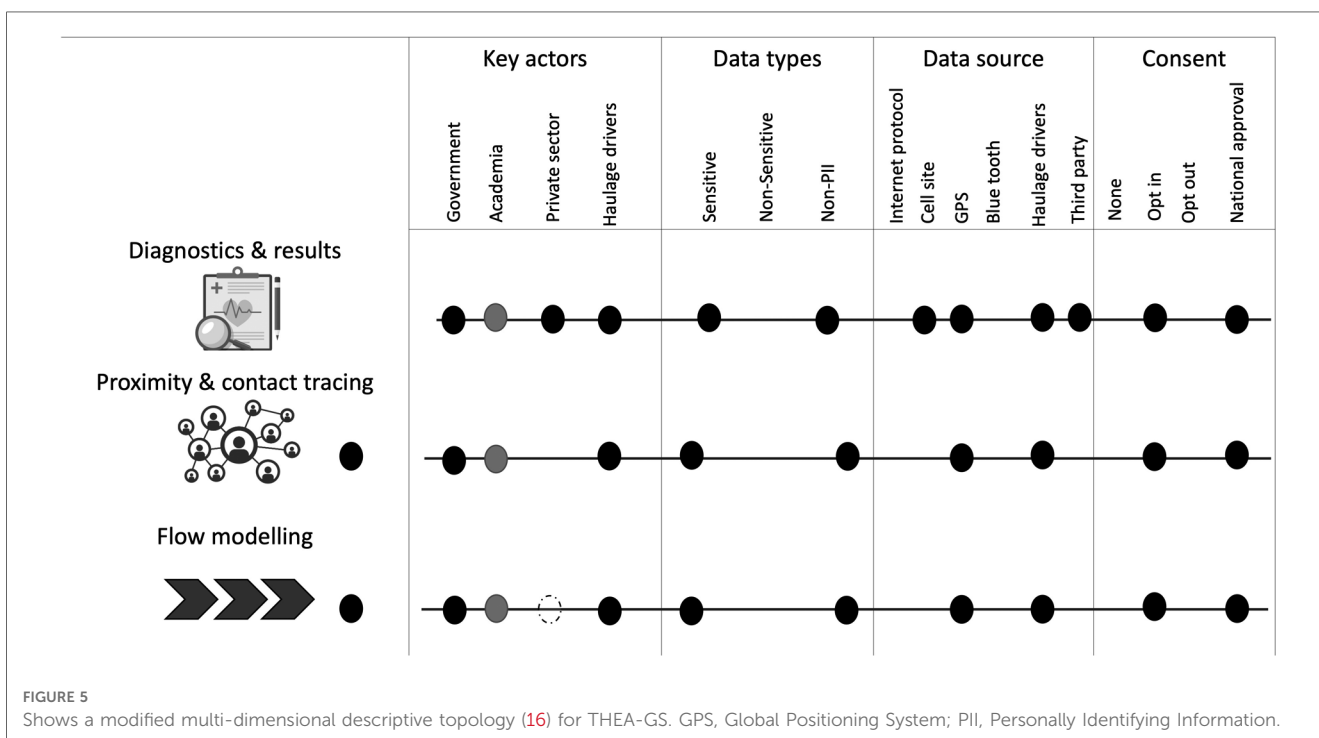 Key actors
Data types
Data source
Consent
Government
Academia
Private sector
Haulage drivers
Sensitive
Non-Sensitive
Non-PII
Internet protocol
Cell site
GPS
Blue tooth
Haulage drivers
Third party
None
Opt in
Opt out
National approval
Diagnostics & results
Proximity & contact tracing
Flow modelling
FIGURE 5
Shows a modified multi-dimensional descriptive topology (16) for THEA-GS. GPS, Global Positioning System; PII, Personally Identifying Information.